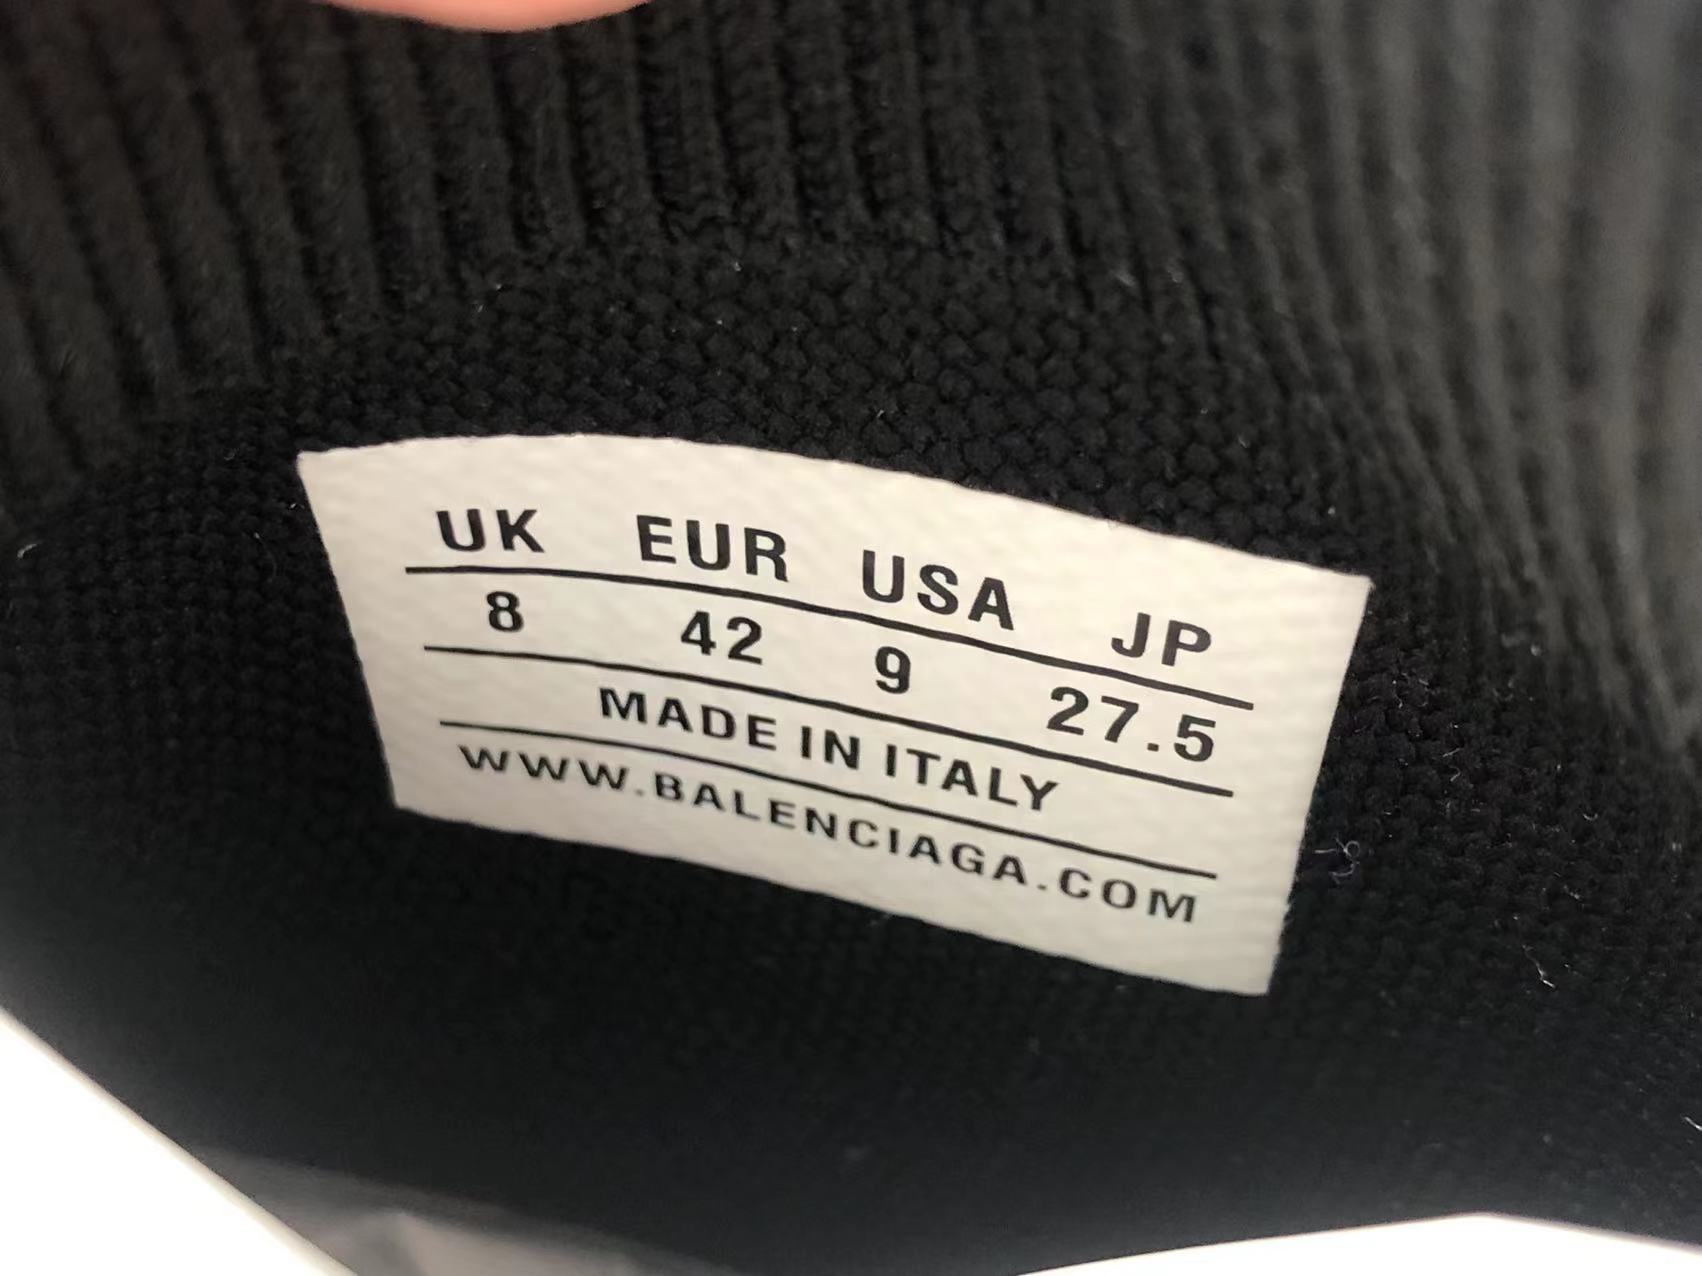 UK EUR USA JP
8 42 9 27.5
MADE IN ITALY
WWW.BALENCIAGA.COM